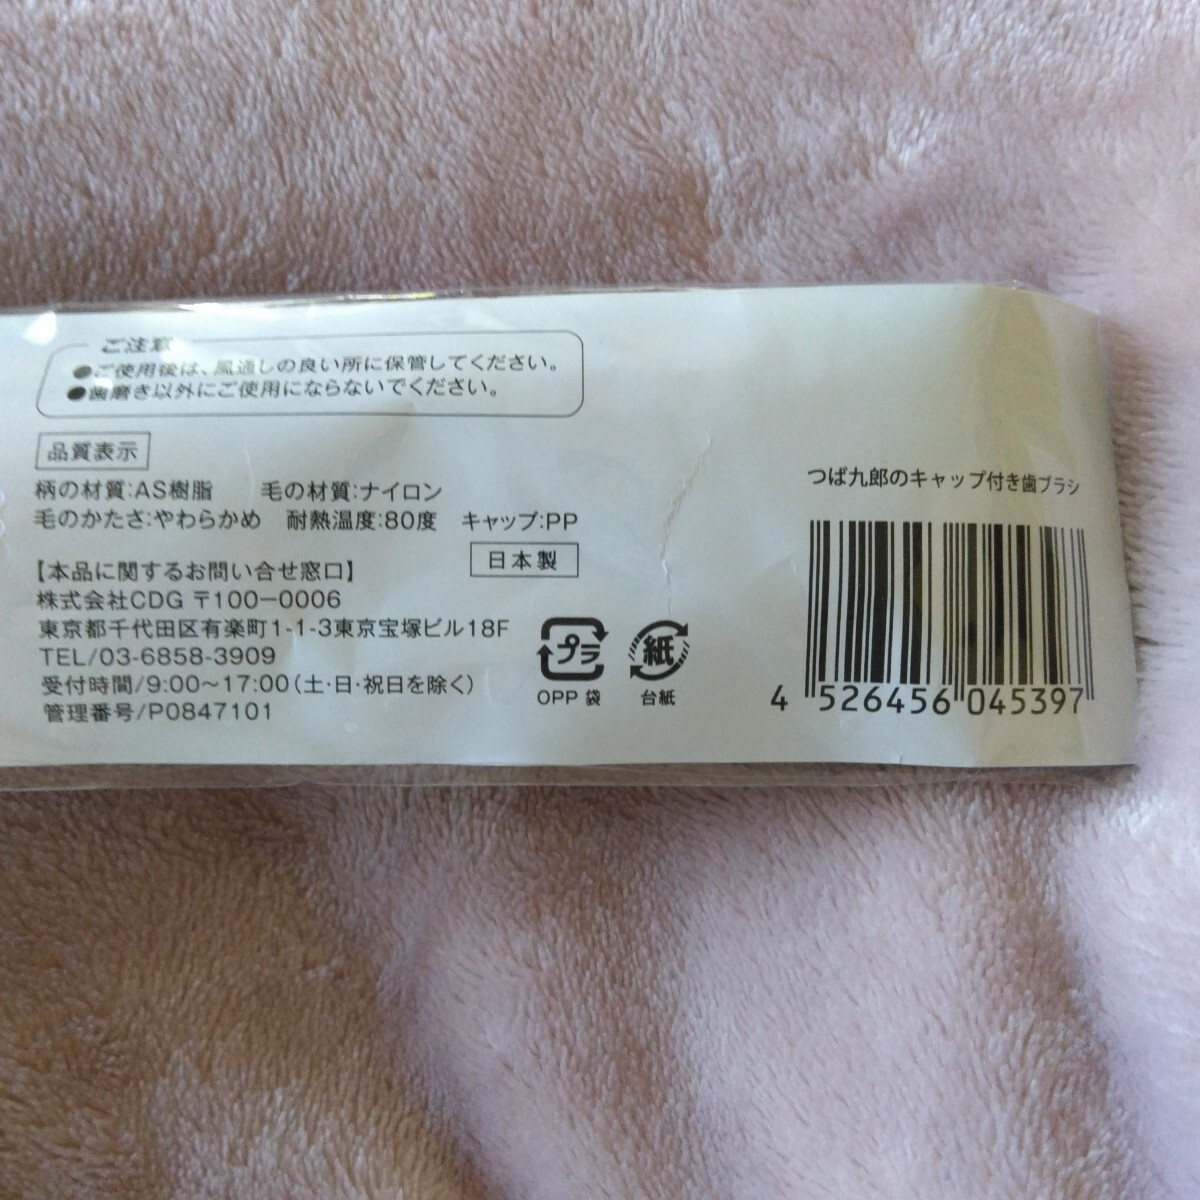 ご注意
●ご使用後は、風通しの良い所に保管してください。
●歯磨き以外にご使用にならないでください。
品質表示
柄の材質:AS樹脂 毛の材質:ナイロン
毛のかたさ:やわらかめ 耐熱温度:80度 キャップ:PP
日本製
【本品に関するお問い合せ窓口】
株式会社CDG 〒100-0006
東京都千代田区有楽町1-1-3東京宝塚ビル18F
TEL/03-6858-3909
受付時間/9:00～17:00(土・日・祝日を除く)
管理番号/P0847101
プラ
OPP 袋
紙
台紙
つば九郎のキャップ付き歯ブラシ
4 526456 045397